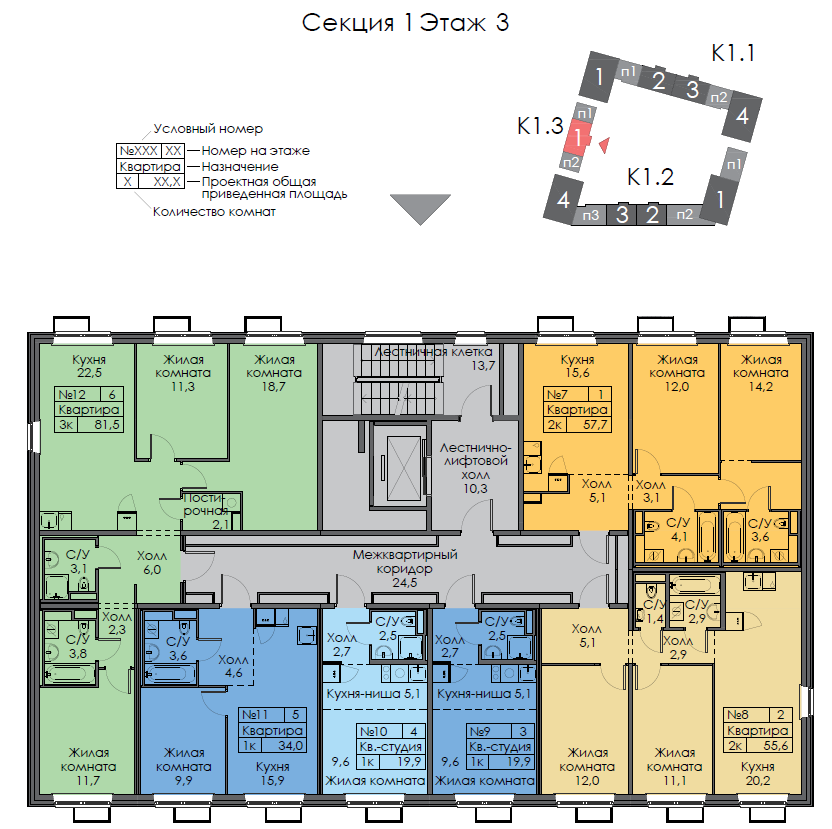 Секция 1 Этаж 3
К1.1
1
п1
2
3
п2
4
К1.3
п1
1
п2
4
К1.2
п3
3
2
п2
1
п1
Условный номер
№XXX XX
Номер на этаже
Квартира
Назначение
X XX,X
Проектная общая
приведенная площадь
Количество комнат
Кухня
22,5
№12 6
Квартира
3к 81,5
Жилая
комната
11,3
Жилая
комната
18,7
Лестничная клетка
13,7
Кухня
15,6
№7 1
Квартира
2к 57,7
Жилая
комната
12,0
Жилая
комната
14,2
Лестнично-
лифтовой
холл
10,3
Пости-
рочная
2,1
Холл
5,1
Холл
3,1
С/У
4,1
С/У
3,6
С/У
3,1
Холл
6,0
Межквартирный
коридор
24,5
Холл
2,3
С/У
3,8
С/У
3,6
Холл
4,6
Холл
2,7
С/У
2,5
Холл
2,7
С/У
2,5
Холл
5,1
С/У
1,4
С/У
2,9
Холл
2,9
Кухня-ниша 5,1
Кухня-ниша 5,1
№11 5
Квартира
1к 34,0
№10 4
Кв.-студия
1к 19,9
№9 3
Кв.-студия
1к 19,9
№8 2
Квартира
2к 55,6
Жилая
комната
11,7
Жилая
комната
9,9
Кухня
15,9
9,6
Жилая комната
9,6
Жилая комната
Жилая
комната
12,0
Жилая
комната
11,1
Кухня
20,2